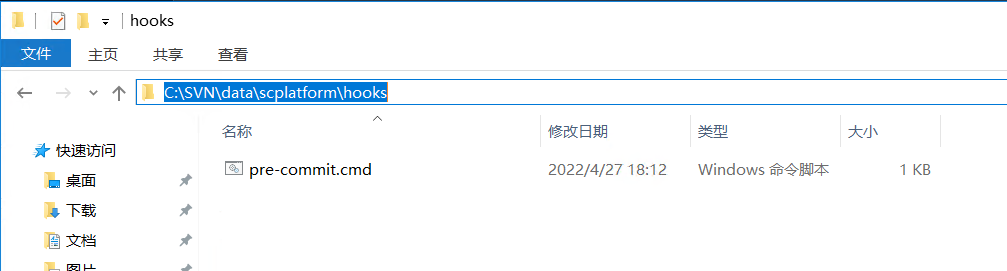 hooks
文件 主页 共享 查看
C:\SVN\data\scplatform\hooks
名称 修改日期 类型 大小
快速访问
pre-commit.cmd 2022/4/27 18:12 Windows 命令脚本 1 KB
桌面
下载
文档
图片